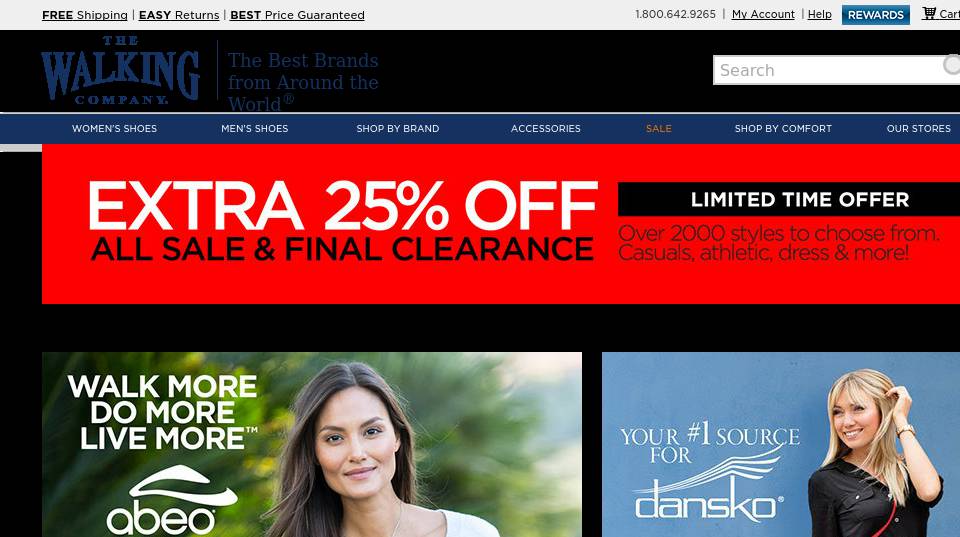 FREE Shipping | EASY Returns | BEST Price Guaranteed
1.800.642.9265 | My Account | Help REWARDS Cart
THE
WALKING
COMPANY.
The Best Brands
from Around the
World®
Search
WOMEN'S SHOES MEN'S SHOES SHOP BY BRAND ACCESSORIES SALE SHOP BY COMFORT OUR STORES
EXTRA 25% OFF
ALL SALE & FINAL CLEARANCE
LIMITED TIME OFFER
Over 2000 styles to choose from.
Casuals, athletic, dress & more!
WALK MORE
DO MORE
LIVE MORE™
abeo®
YOUR #1 SOURCE
FOR
dansko®